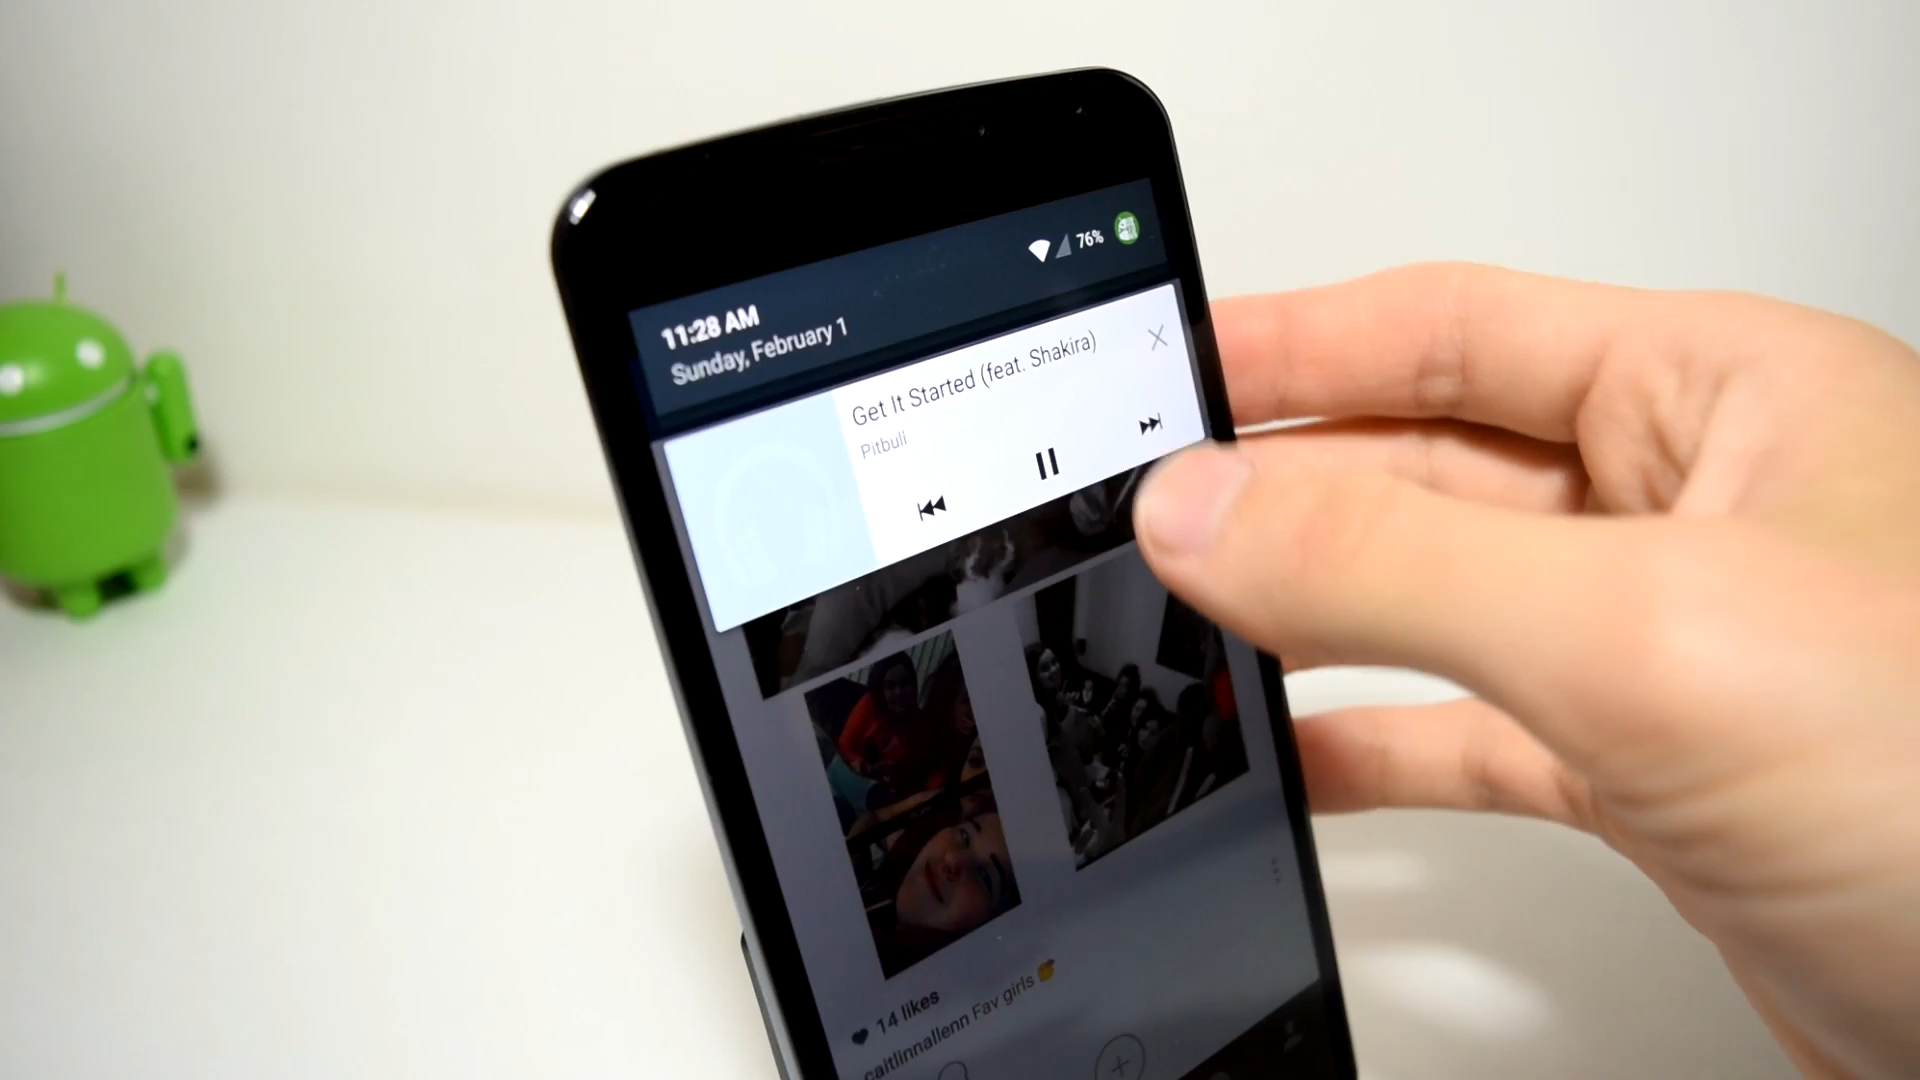 76%
11:28 AM
Sunday, February 1
Get It Started (feat. Shakira)
Pitbull
14 likes
caitlinnallenn Fav girls